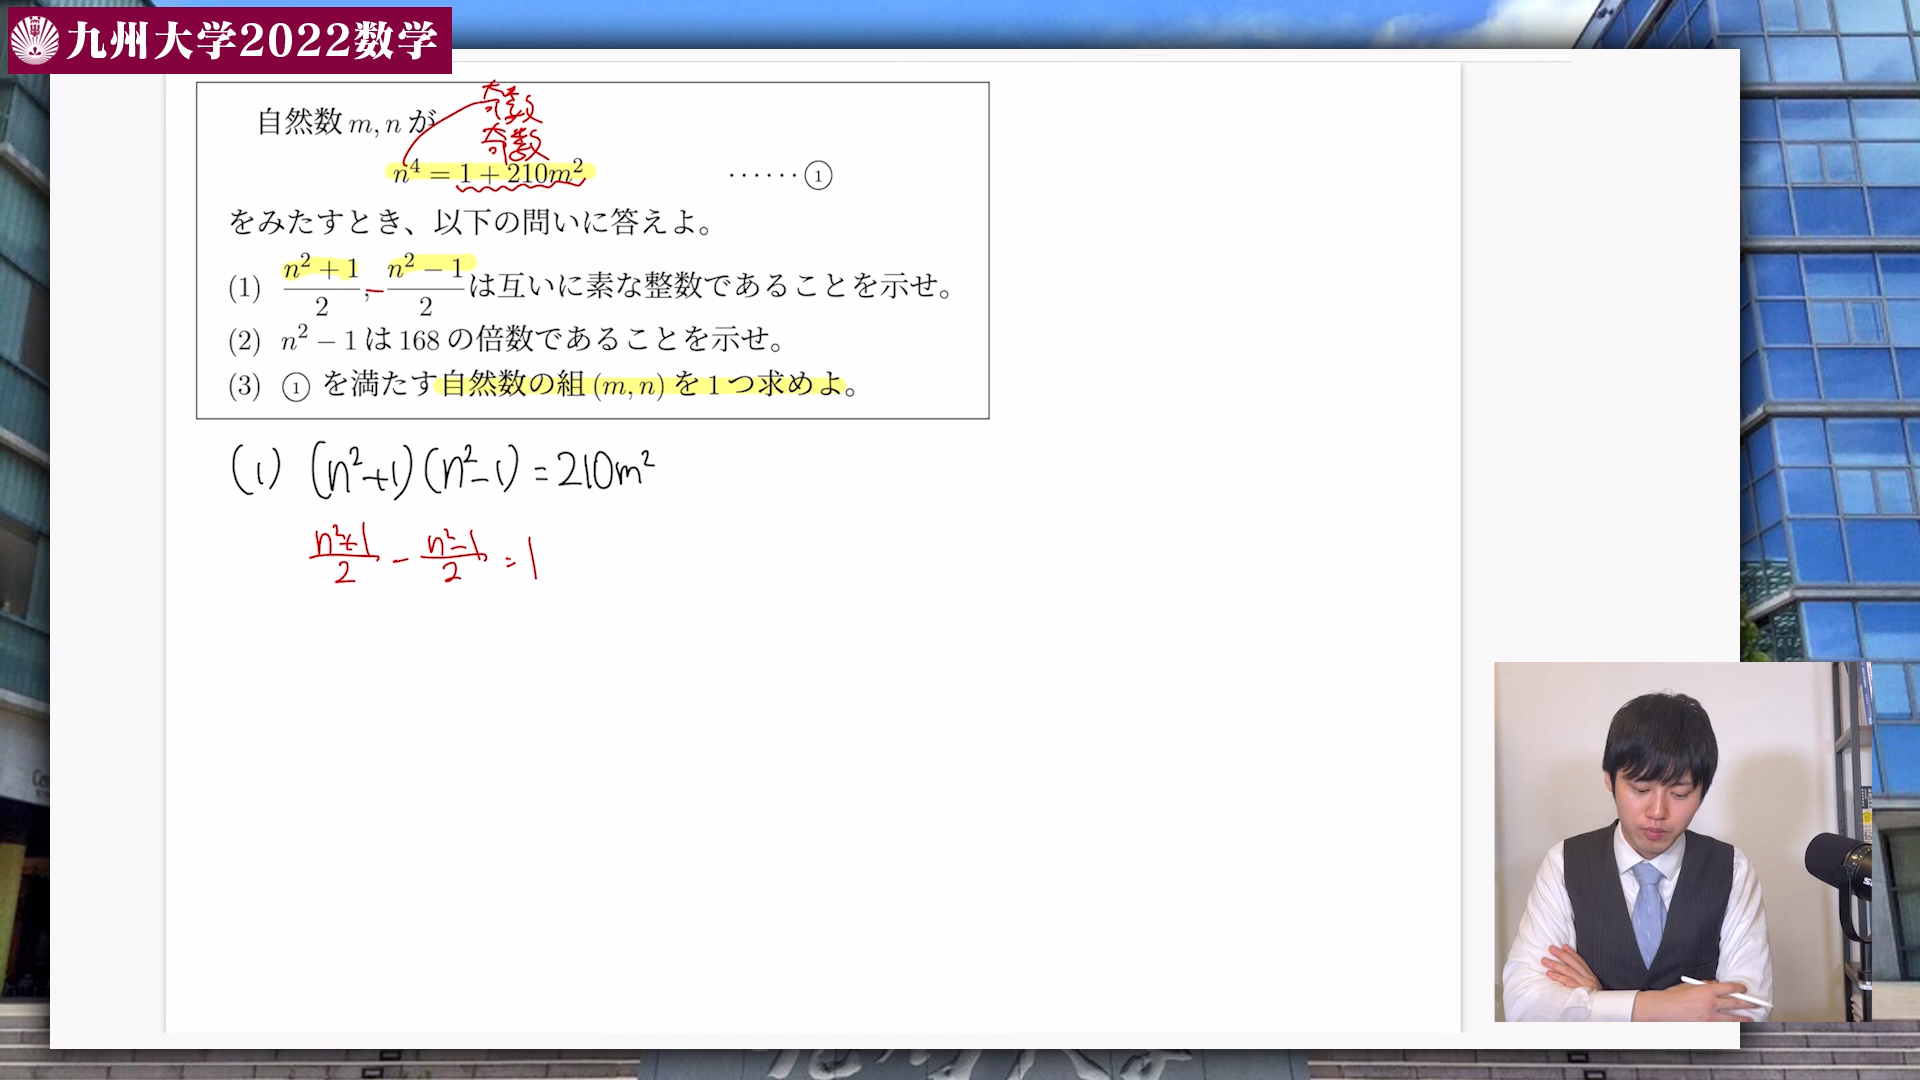 九州大学2022数学
自然数 m, n が
奇数
奇数
n⁴ = 1 + 210m² ・・・・・・①
をみたすとき、以下の問いに答えよ。
(1) (n² + 1)/2, (n² − 1)/2 は互いに素な整数であることを示せ。
(2) n² − 1 は 168 の倍数であることを示せ。
(3) ① を満たす自然数の組 (m, n) を 1 つ求めよ。
(1) (n²+1)(n²-1) = 210m²
(n²+1)/2 - (n²-1)/2 = 1